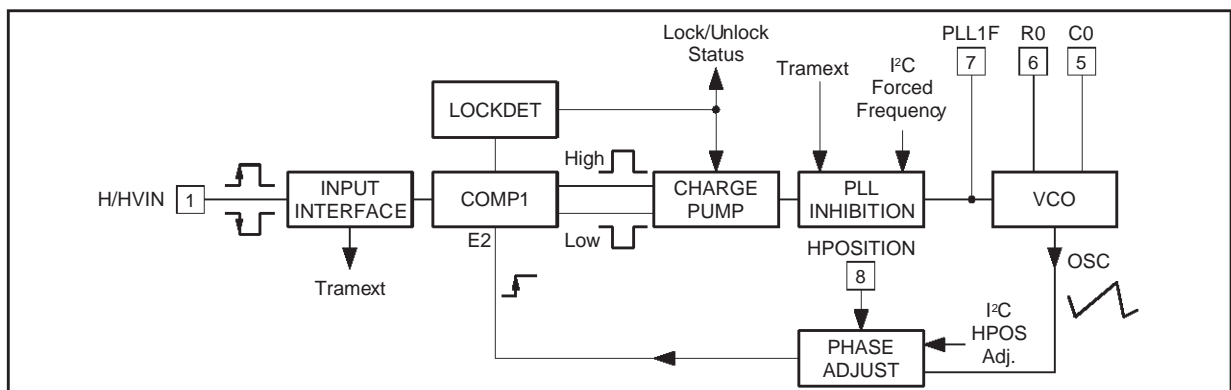 Lock/Unlock
Status
PLL1F
R0
C0
7
6
5
Tramext
I²C
Forced
Frequency
LOCKDET
High
H/HVIN
1
INPUT
INTERFACE
COMP1
CHARGE
PUMP
PLL
INHIBITION
VCO
E2
Low
HPOSITION
8
OSC
Tramext
I²C
HPOS
Adj.
PHASE
ADJUST